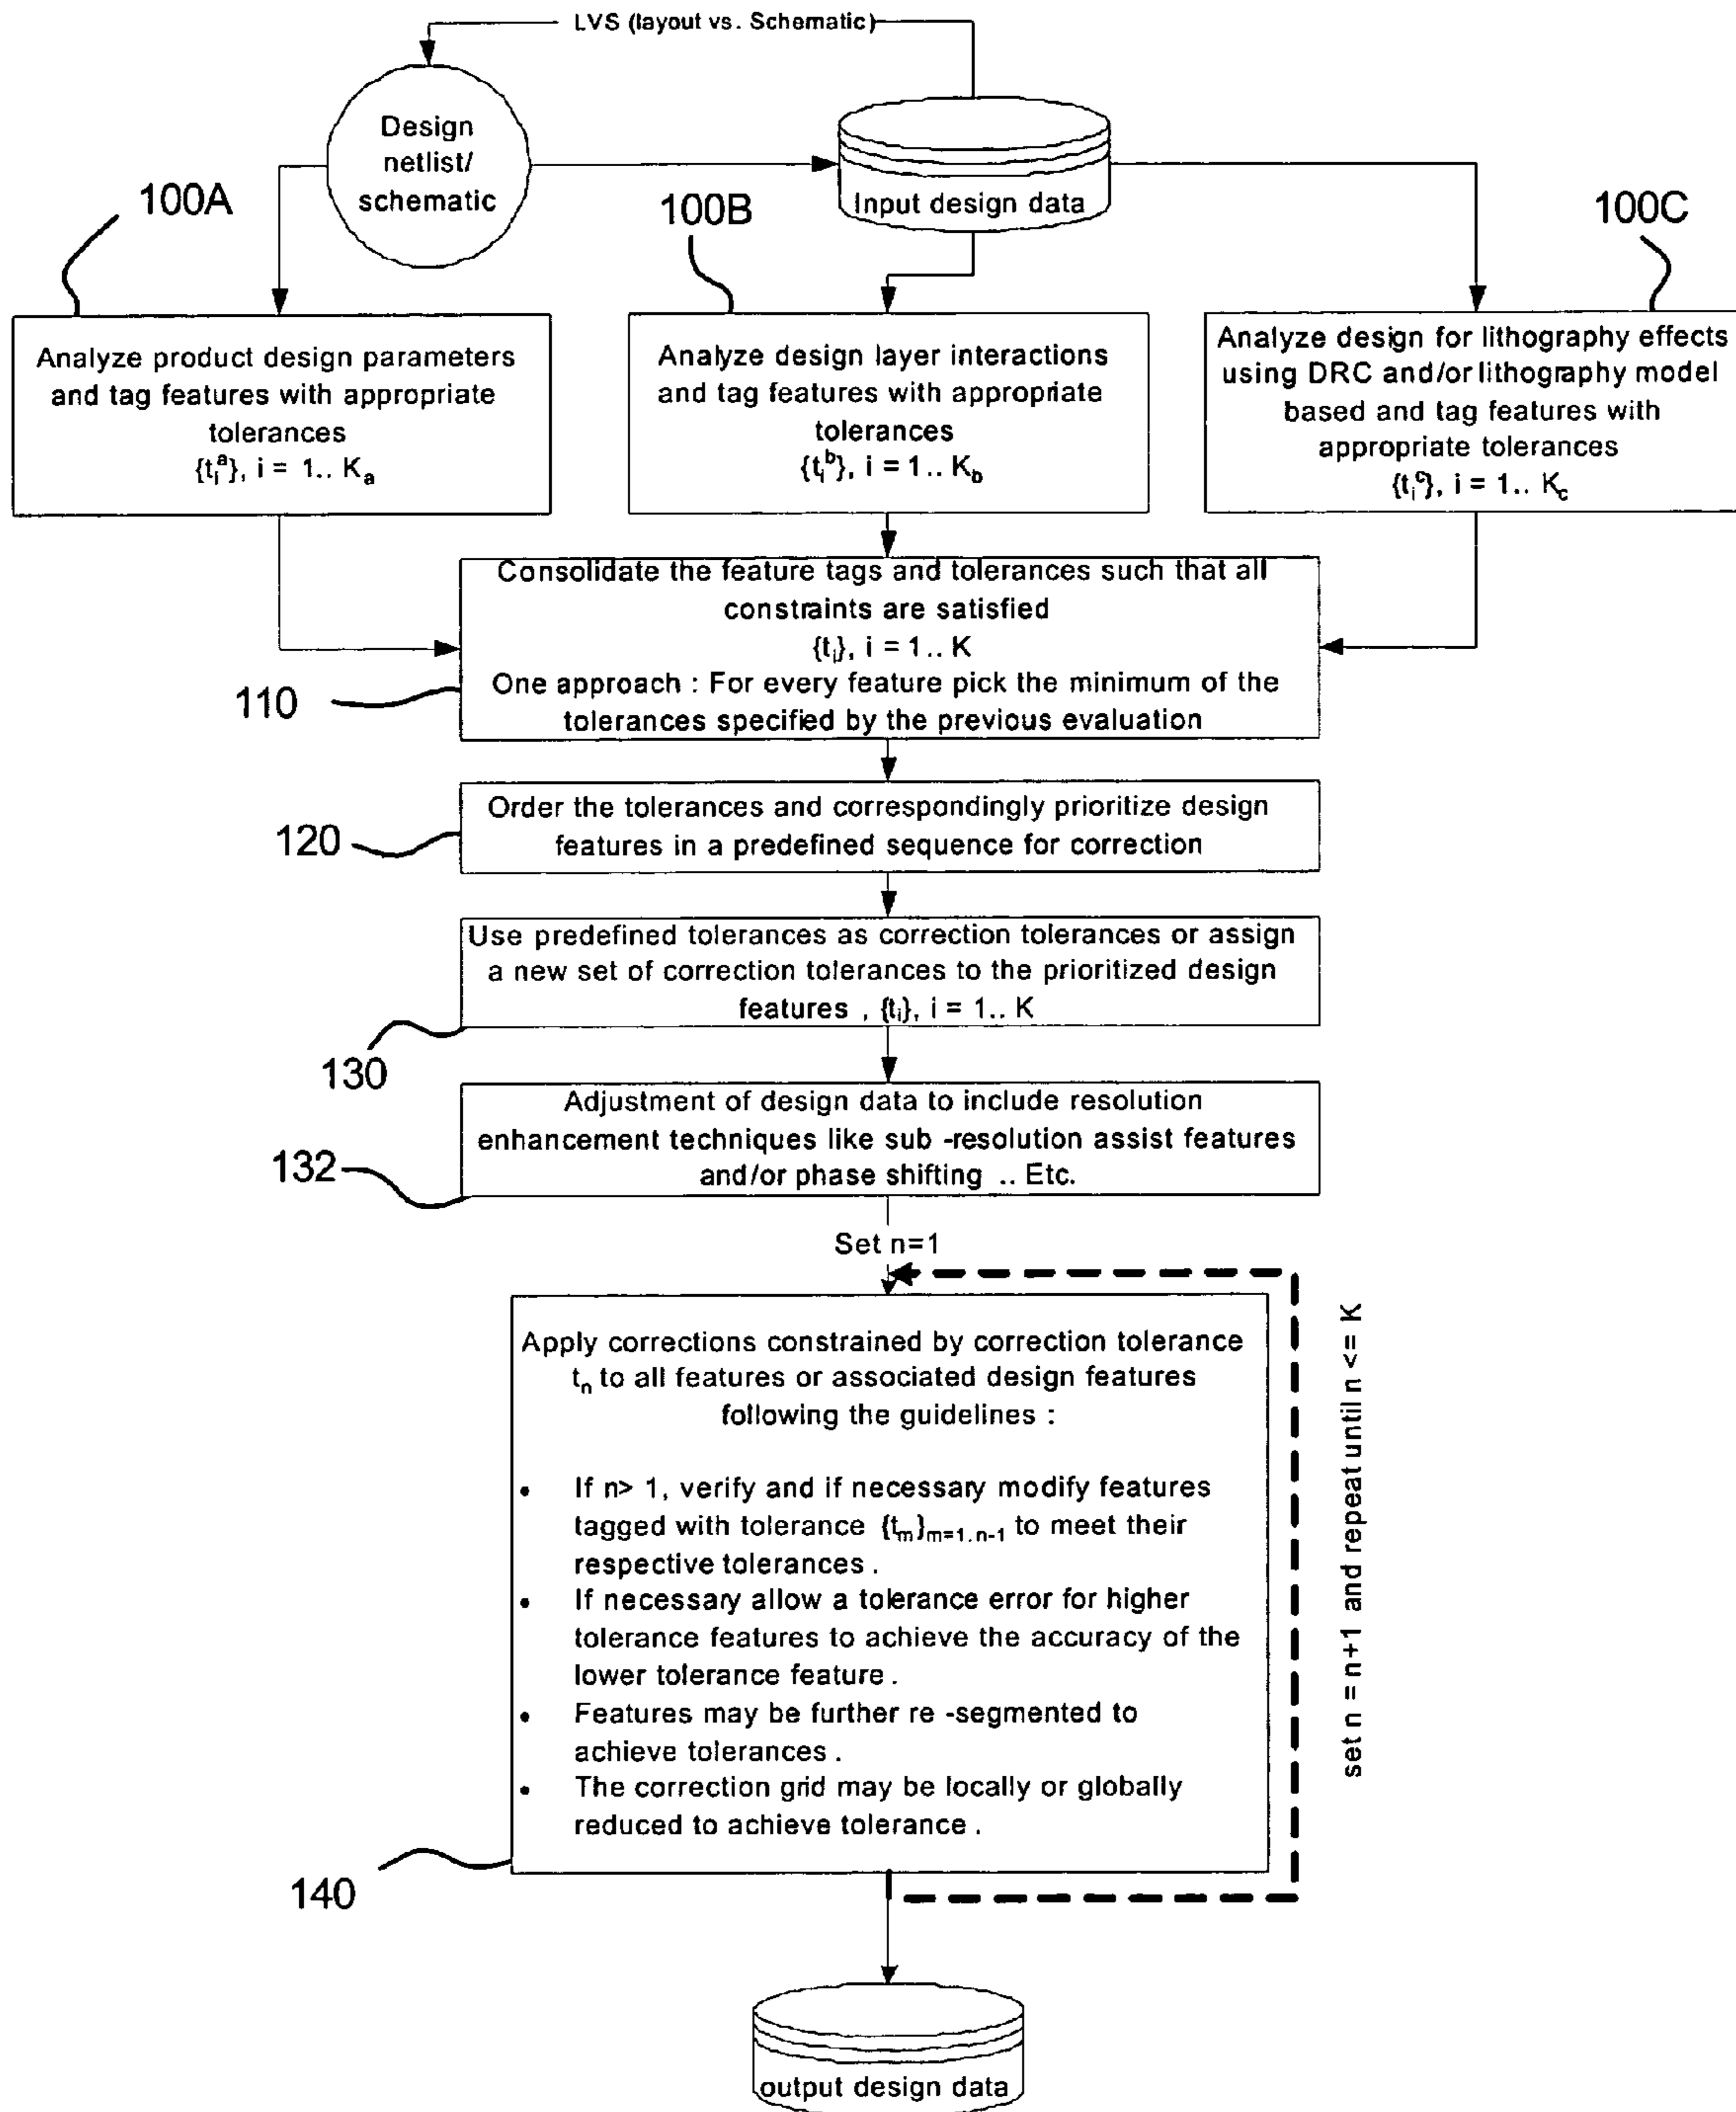 LVS (layout vs. Schematic)
Design
netlist/
schematic
Input design data
100A
100B
100C
Analyze product design parameters
and tag features with appropriate
tolerances
{tᵢᵃ}, i = 1.. Kₐ
Analyze design layer interactions
and tag features with appropriate
tolerances
{tᵢᵇ}, i = 1.. K_b
Analyze design for lithography effects
using DRC and/or lithography model
based and tag features with
appropriate tolerances
{tᵢᶜ}, i = 1.. K_c
Consolidate the feature tags and tolerances such that all
constraints are satisfied
{tᵢ}, i = 1.. K
One approach : For every feature pick the minimum of the
tolerances specified by the previous evaluation
110
Order the tolerances and correspondingly prioritize design
features in a predefined sequence for correction
120
Use predefined tolerances as correction tolerances or assign
a new set of correction tolerances to the prioritized design
features , {tᵢ}, i = 1.. K
130
Adjustment of design data to include resolution
enhancement techniques like sub -resolution assist features
and/or phase shifting .. Etc.
132
Set n=1
Apply corrections constrained by correction tolerance
tₙ to all features or associated design features
following the guidelines :
• If n> 1, verify and if necessary modify features
tagged with tolerance {tₘ}ₘ₌₁.ₙ₋₁ to meet their
respective tolerances .
• If necessary allow a tolerance error for higher
tolerance features to achieve the accuracy of the
lower tolerance feature .
• Features may be further re -segmented to
achieve tolerances .
• The correction grid may be locally or globally
reduced to achieve tolerance .
set n = n+1 and repeat until n <= K
140
output design data